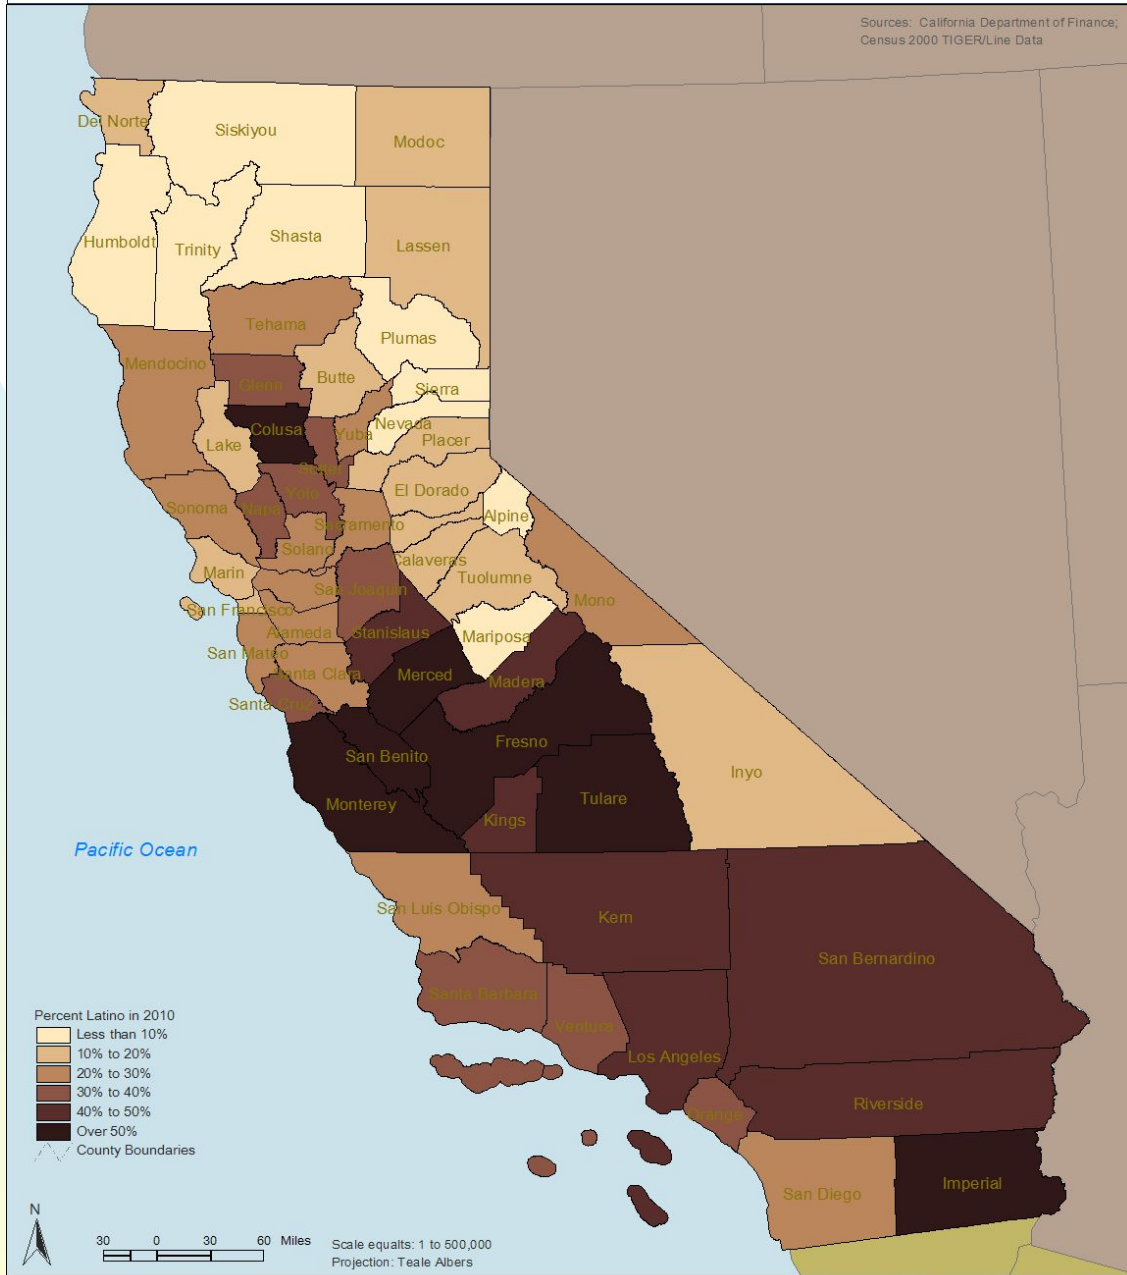 Sources: California Department of Finance;
Census 2000 TIGER/Line Data
Del Norte
Siskiyou
Modoc
Humboldt
Trinity
Shasta
Lassen
Tehama
Plumas
Mendocino
Glenn
Butte
Sierra
Colusa
Nevada
Yuba
Placer
Lake
Sutter
El Dorado
Yolo
Sonoma
Napa
Alpine
Sacramento
Solano
Calaveras
Marin
Tuolumne
San Joaquin
Mono
San Francisco
Alameda
Stanislaus
Mariposa
San Mateo
Santa Clara
Merced
Madera
Santa Cruz
Fresno
San Benito
Inyo
Monterey
Tulare
Kings
Pacific Ocean
San Luis Obispo
Kern
San Bernardino
Santa Barbara
Ventura
Los Angeles
Riverside
Orange
San Diego
Imperial
Percent Latino in 2010
Less than 10%
10% to 20%
20% to 30%
30% to 40%
40% to 50%
Over 50%
County Boundaries
N
30 0 30 60 Miles
Scale equalts: 1 to 500,000
Projection: Teale Albers